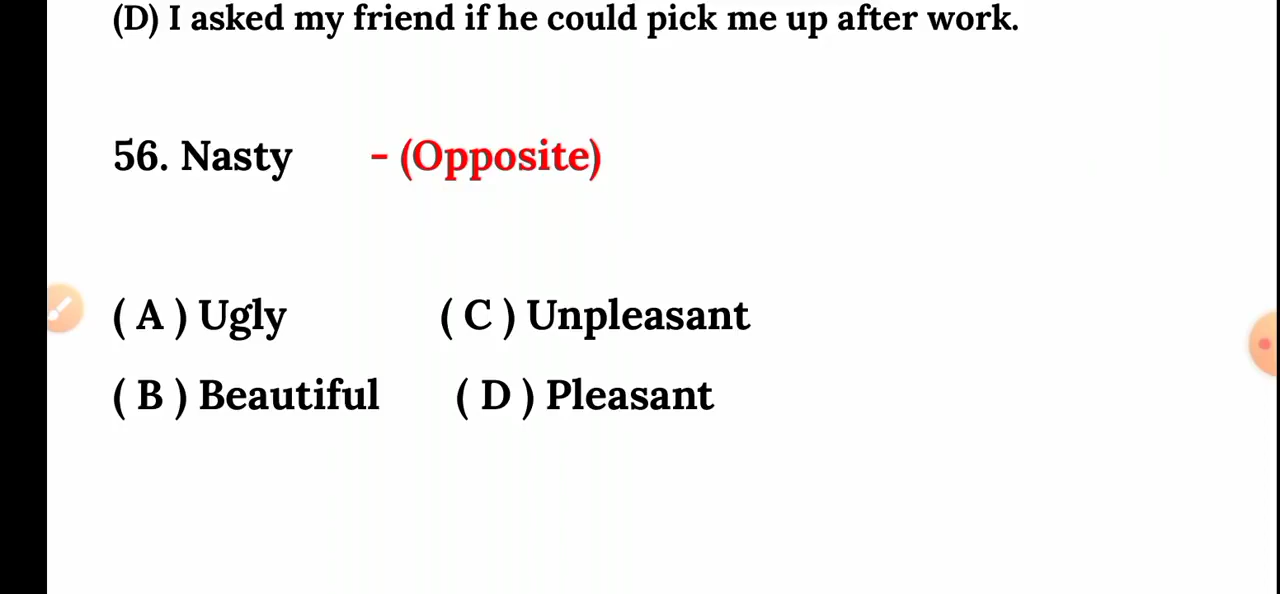 (D) I asked my friend if he could pick me up after work.
56. Nasty - (Opposite)
( A ) Ugly ( C ) Unpleasant
( B ) Beautiful ( D ) Pleasant